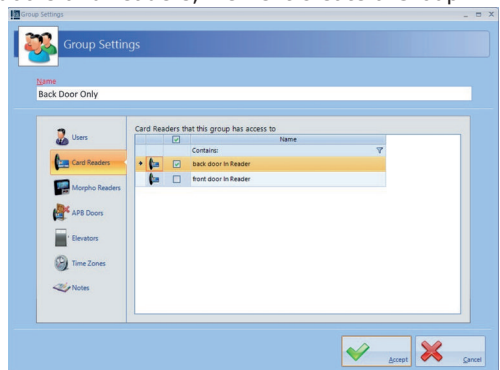 Group Settings
Group Settings
Name
Back Door Only
Users
Card Readers
Morpho Readers
APB Doors
Elevators
Time Zones
Notes
Card Readers that this group has access to
Name
Contains:
back door In Reader
front door In Reader
Accept
Cancel